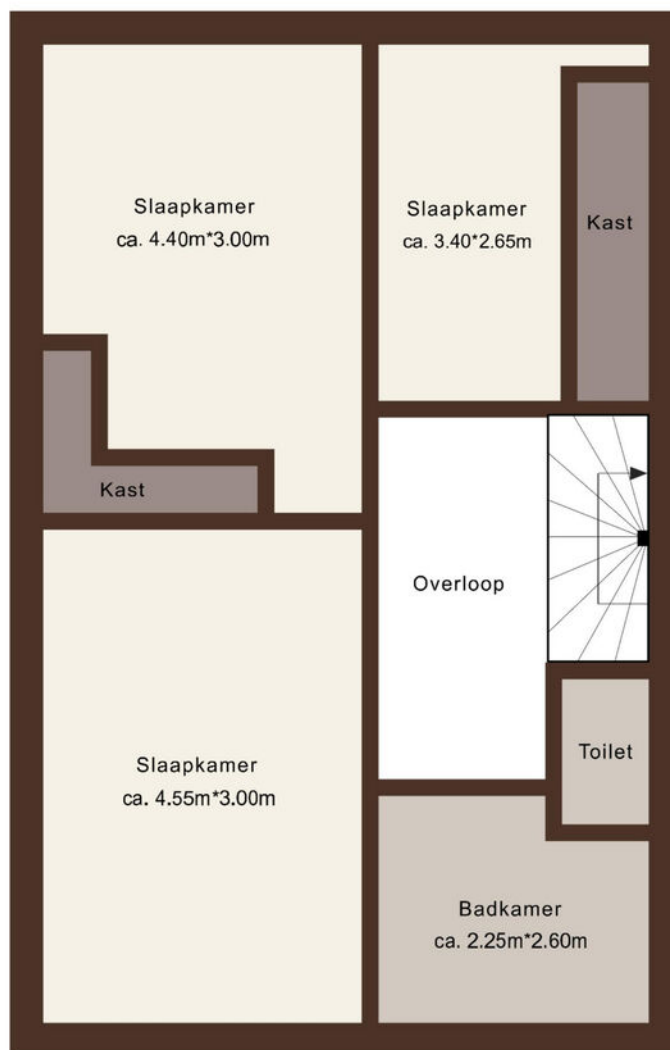 Slaapkamer
ca. 4.40m*3.00m
Slaapkamer
ca. 3.40*2.65m
Kast
Kast
Overloop
Slaapkamer
ca. 4.55m*3.00m
Toilet
Badkamer
ca. 2.25m*2.60m